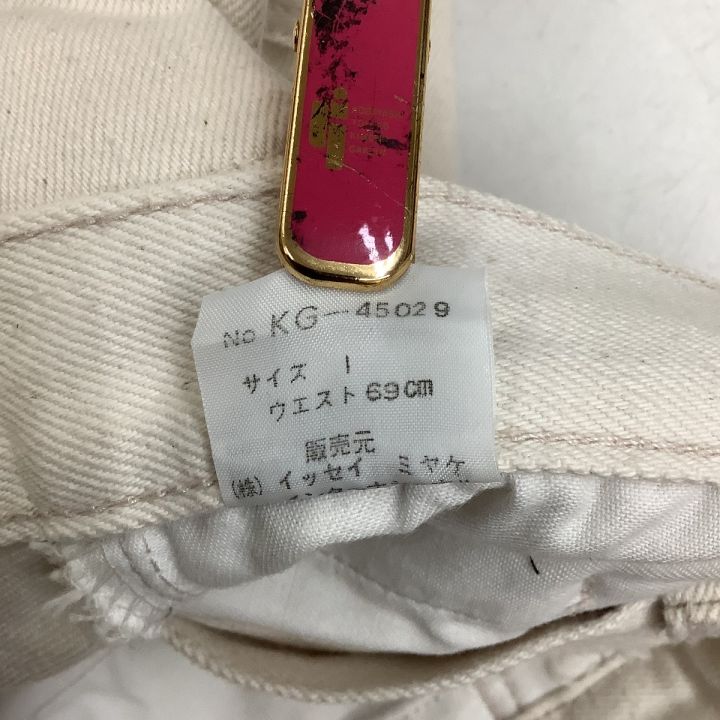 No KG-45029
サイズ 1
ウエスト 69cm
販売元
(株) イッセイ ミヤケ